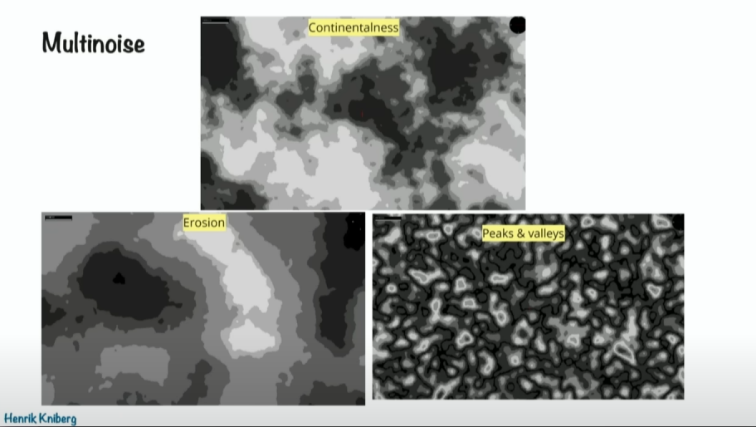 Multinoise
Continentalness
Erosion
Peaks & valleys
Henrik Kniberg